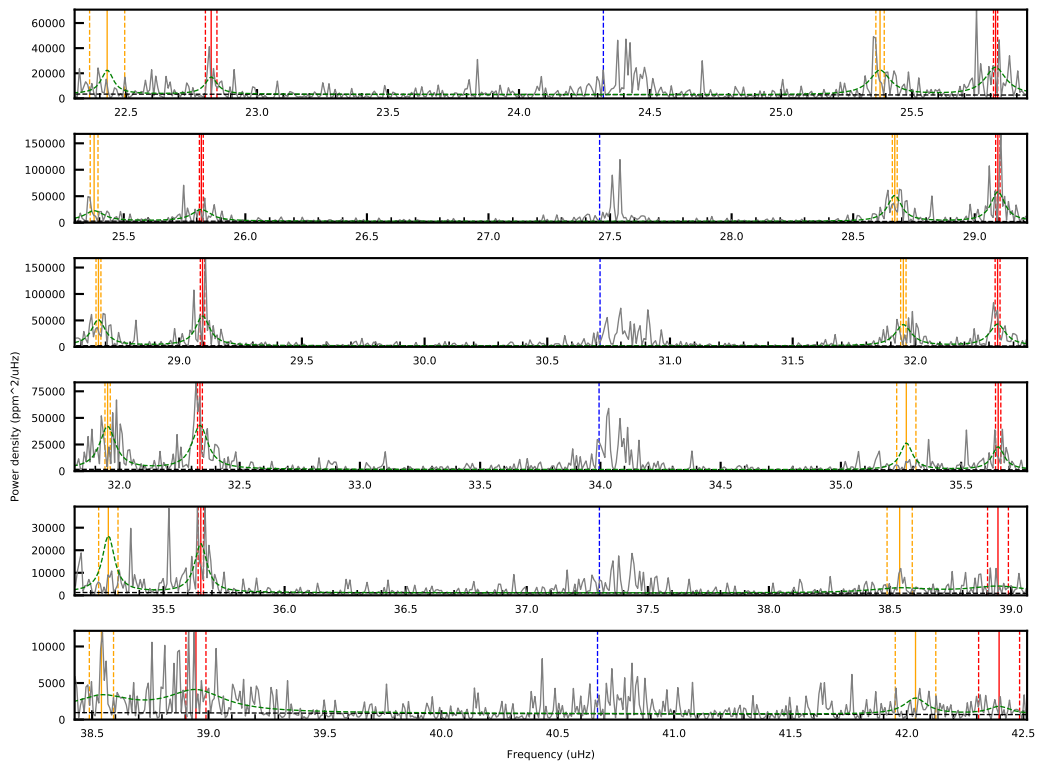 60000
40000
20000
0
22.5 23.0 23.5 24.0 24.5 25.0 25.5
150000
100000
50000
0
25.5 26.0 26.5 27.0 27.5 28.0 28.5 29.0
150000
100000
50000
0
29.0 29.5 30.0 30.5 31.0 31.5 32.0
Power density (ppm^2/uHz)
75000
50000
25000
0
32.0 32.5 33.0 33.5 34.0 34.5 35.0 35.5
30000
20000
10000
0
35.5 36.0 36.5 37.0 37.5 38.0 38.5 39.0
10000
5000
0
38.5 39.0 39.5 40.0 40.5 41.0 41.5 42.0 42.5
Frequency (uHz)